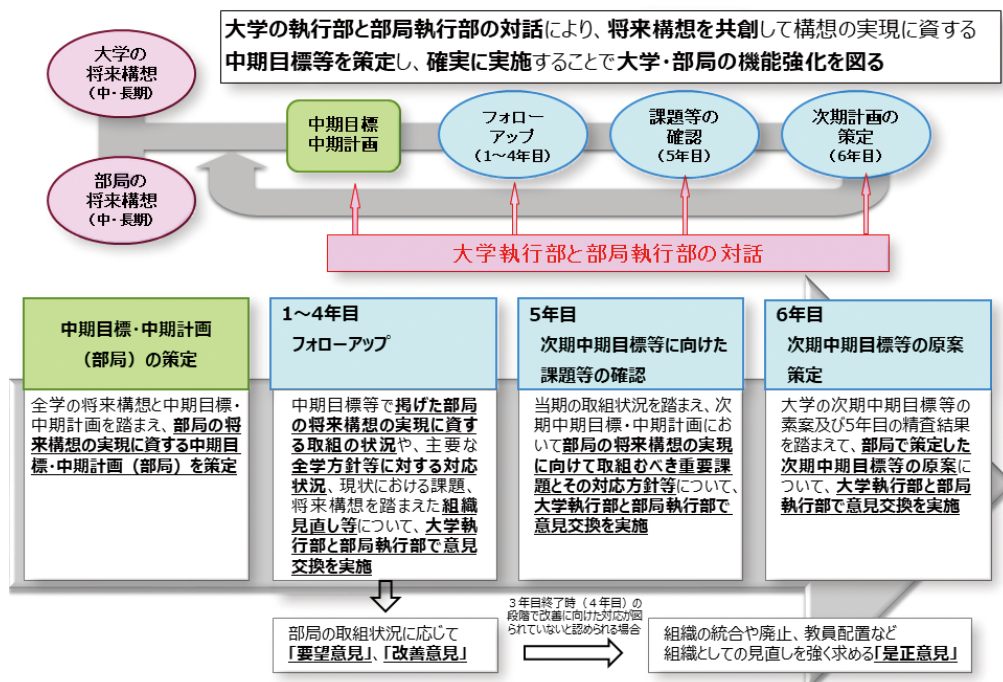 大学の執行部と部局執行部の対話により、将来構想を共創して構想の実現に資する
中期目標等を策定し、確実に実施することで大学・部局の機能強化を図る
大学の
将来構想
(中・長期)
部局の
将来構想
(中・長期)
中期目標
中期計画
フォロー
アップ
(1～4年目)
課題等の
確認
(5年目)
次期計画の
策定
(6年目)
大学執行部と部局執行部の対話
中期目標・中期計画
（部局）の策定
全学の将来構想と中期目標・
中期計画を踏まえ、部局の将
来構想の実現に資する中期目
標・中期計画（部局）を策定
1～4年目
フォローアップ
中期目標等で掲げた部局
の将来構想の実現に資す
る取組の状況や、主要な
全学方針等に対する対応
状況、現状における課題、
将来構想を踏まえた組織
見直し等について、大学執
行部と部局執行部で意見
交換を実施
5年目
次期中期目標等に向けた
課題等の確認
当期の取組状況を踏まえ、次
期中期目標・中期計画にお
いて部局の将来構想の実現
に向けて取組むべき重要課
題とその対応方針等について、
大学執行部と部局執行部で
意見交換を実施
6年目
次期中期目標等の原案
策定
大学の次期中期目標等の
素案及び5年目の精査結果
を踏まえて、部局で策定した
次期中期目標等の原案に
ついて、大学執行部と部局
執行部で意見交換を実施
部局の取組状況に応じて
「要望意見」、「改善意見」
３年目終了時（４年目）の
段階で改善に向けた対応が図
られていないと認められる場合
組織の統合や廃止、教員配置など
組織としての見直しを強く求める「是正意見」